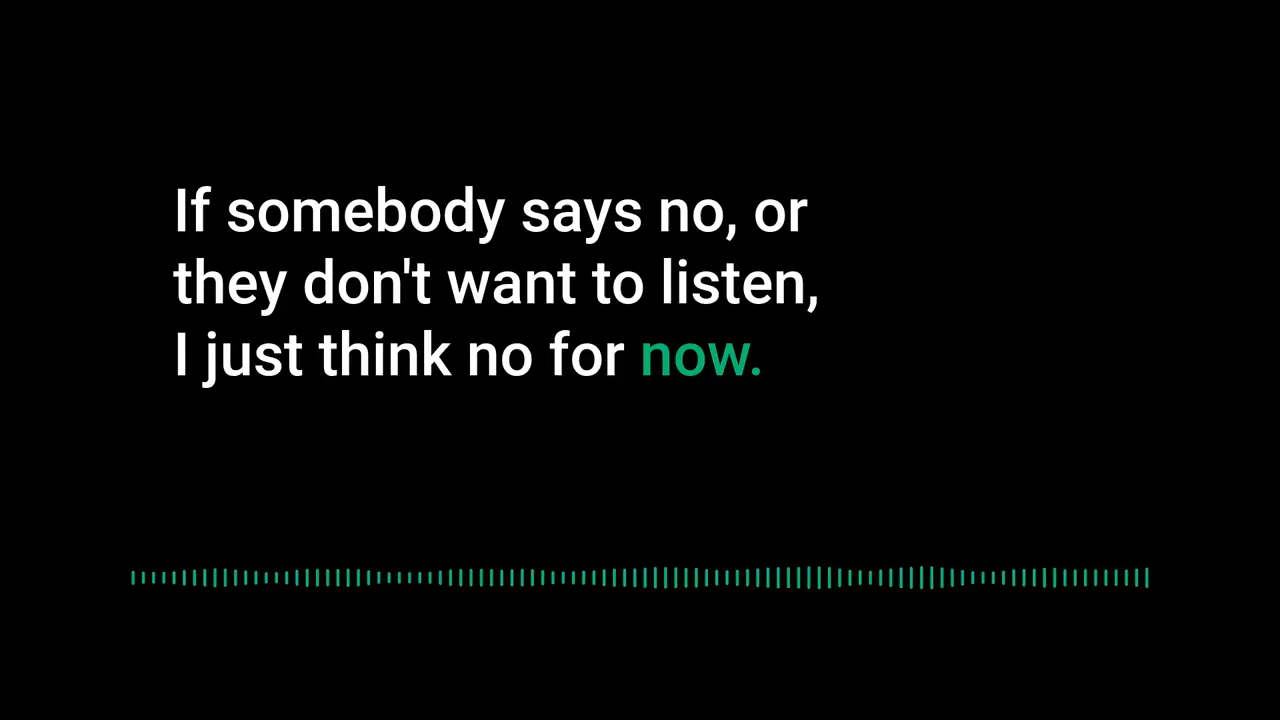 If somebody says no, or
they don't want to listen,
I just think no for now.